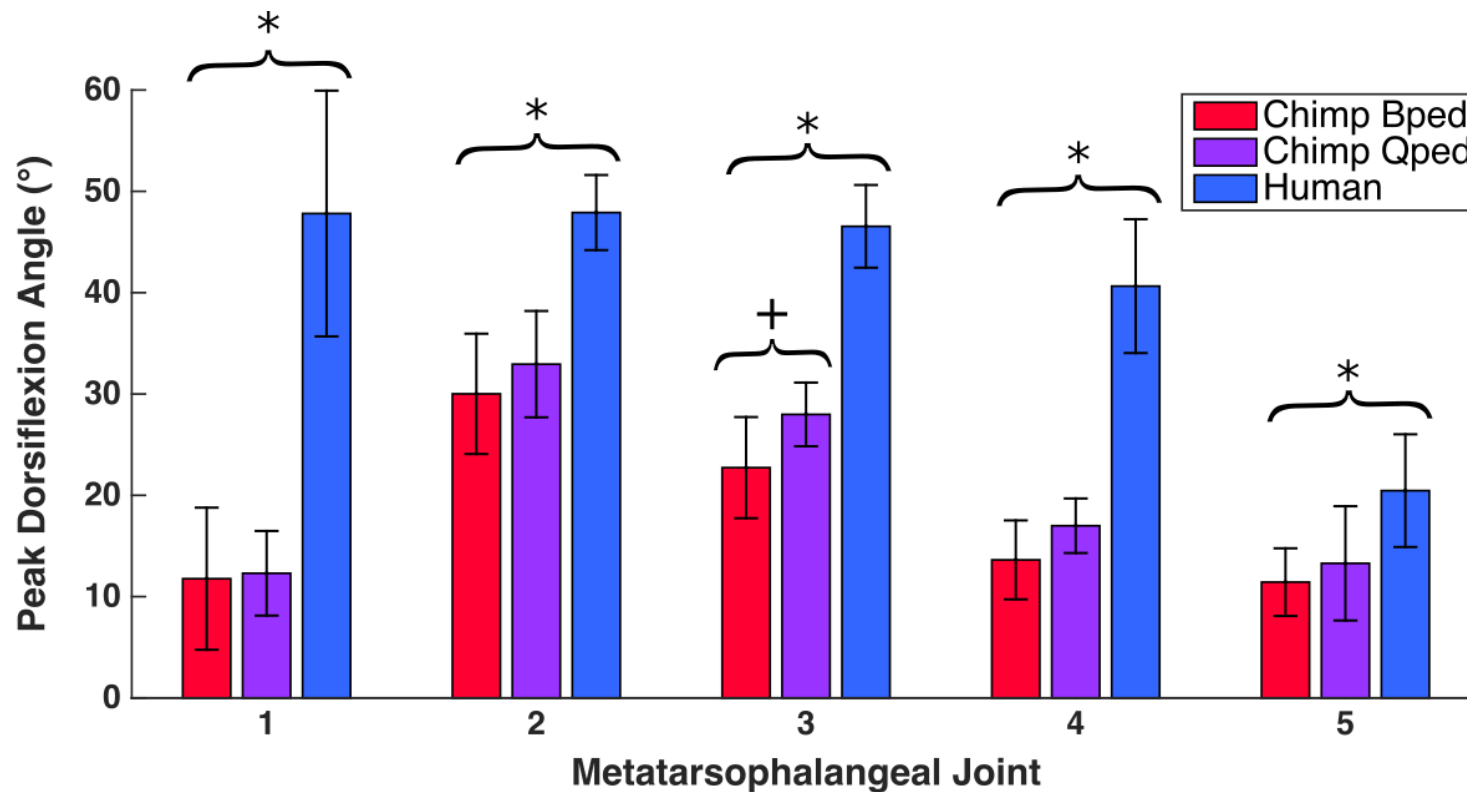 *
*
*
*
*
+
60
50
40
30
20
10
0
Peak Dorsiflexion Angle (°)
Chimp Bped
Chimp Qped
Human
1 2 3 4 5
Metatarsophalangeal Joint